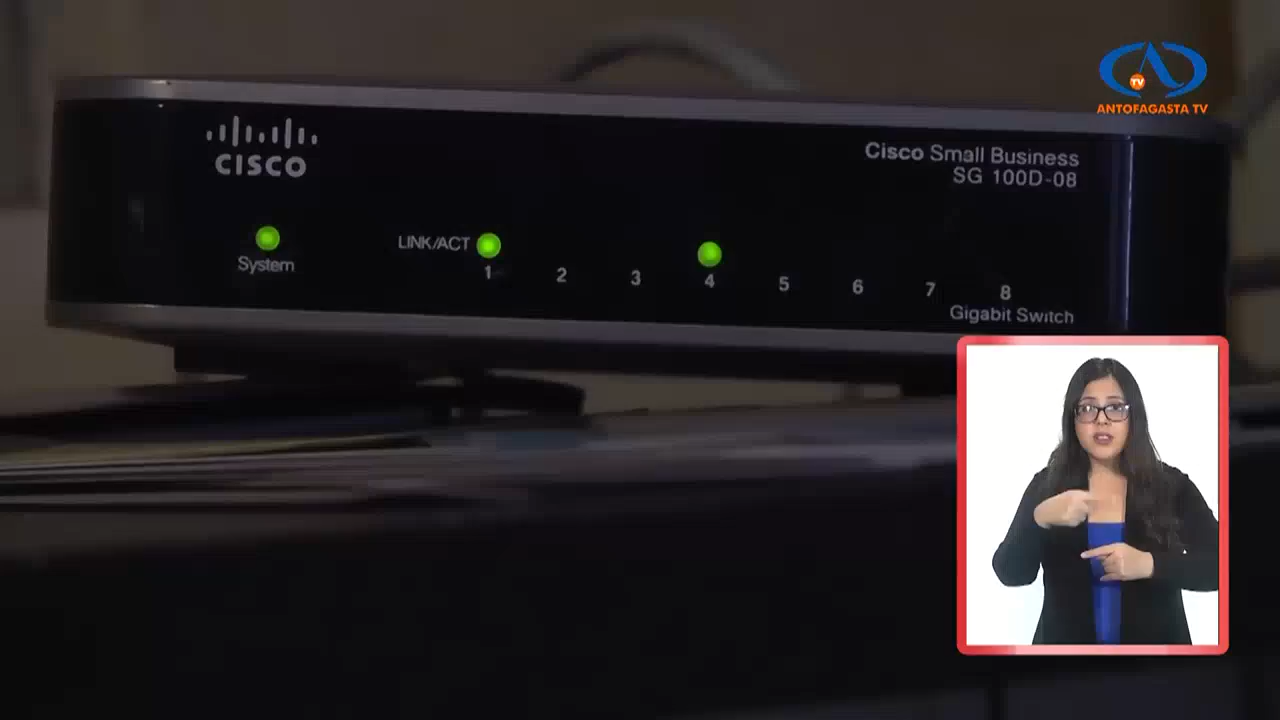 TV
ANTOFAGASTA TV
CISCO
Cisco Small Business
SG 100D-08
System
LINK/ACT
1 2 3 4 5 6 7 8
Gigabit Switch